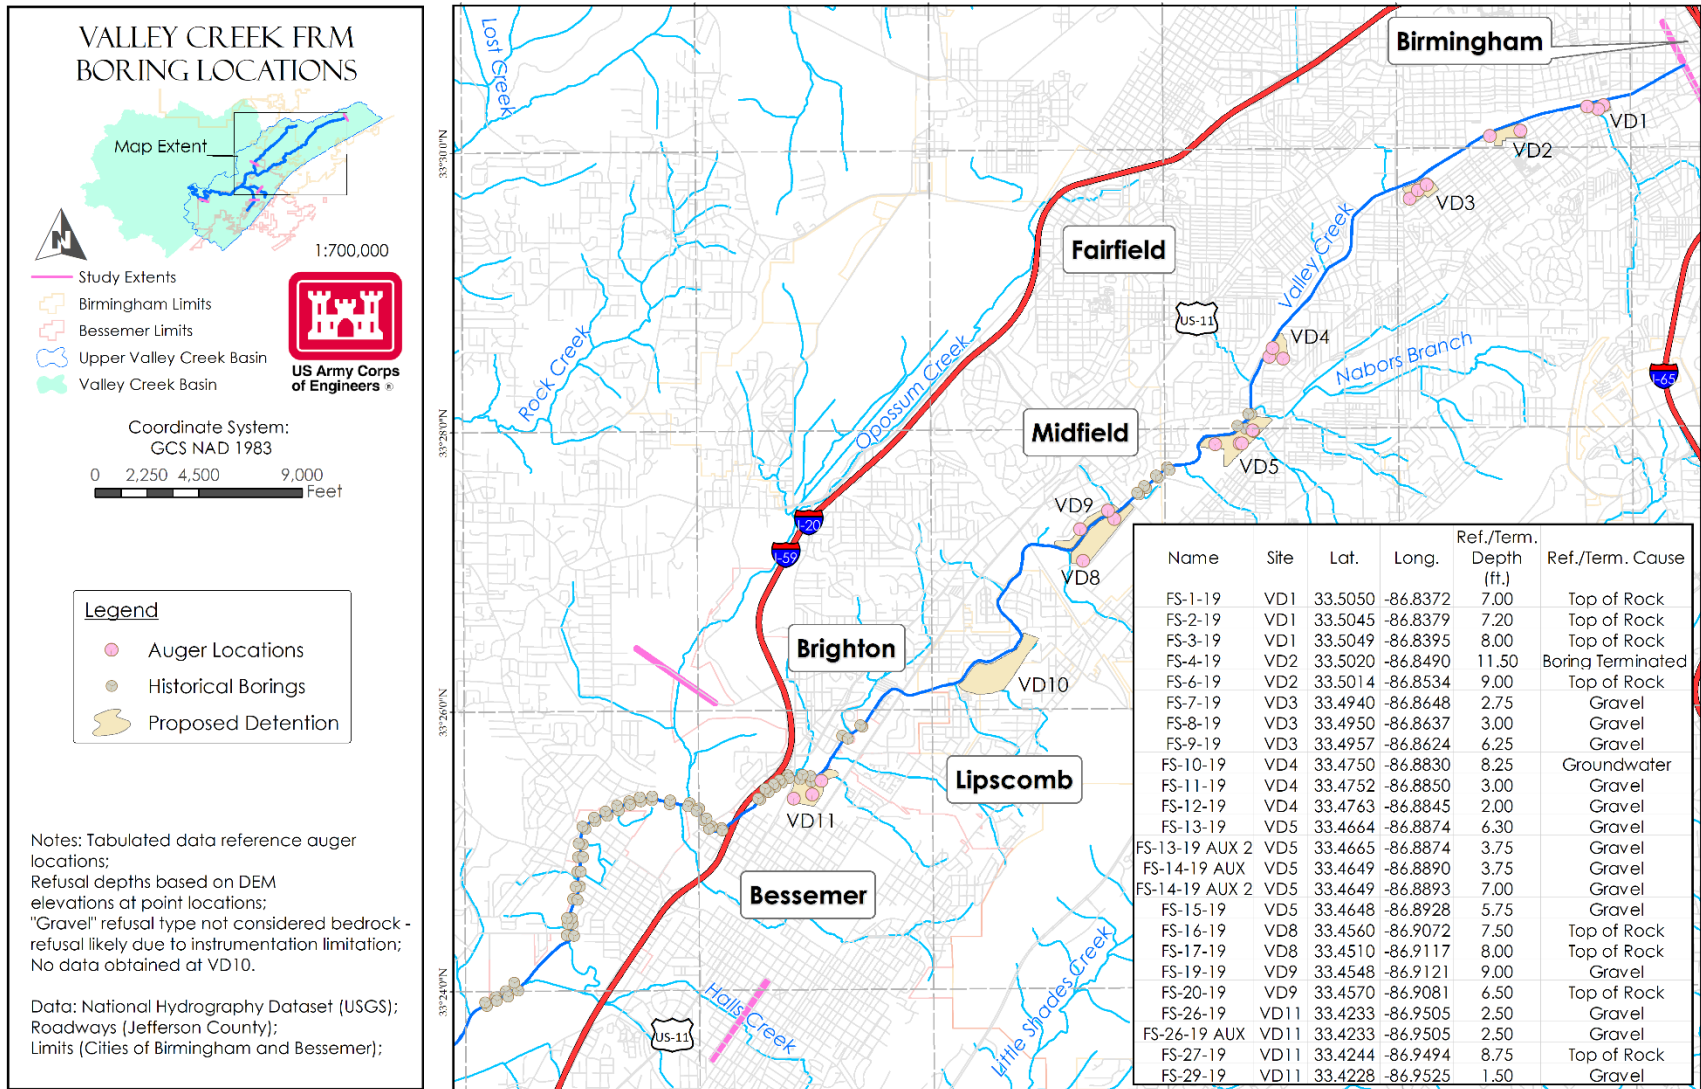 VALLEY CREEK FRM
BORING LOCATIONS
Map Extent
N
1:700,000
Study Extents
Birmingham Limits
Bessemer Limits
Upper Valley Creek Basin
Valley Creek Basin
US Army Corps
of Engineers ®
Coordinate System:
GCS NAD 1983
0 2,250 4,500 9,000
Feet
Legend
Auger Locations
Historical Borings
Proposed Detention
Notes: Tabulated data reference auger
locations;
Refusal depths based on DEM
elevations at point locations;
"Gravel" refusal type not considered bedrock -
refusal likely due to instrumentation limitation;
No data obtained at VD10.
Data: National Hydrography Dataset (USGS);
Roadways (Jefferson County);
Limits (Cities of Birmingham and Bessemer);
Lost Creek
Birmingham
VD1
VD2
33°30'0"N
VD3
Fairfield
Valley Creek
US-11
VD4
Nabors Branch
I-65
Rock Creek
Opossum Creek
33°28'0"N
Midfield
VD5
VD9
I-20
I-59
VD8
Brighton
VD10
33°26'0"N
Lipscomb
VD11
Bessemer
33°24'0"N
Halls Creek
US-11
Little Shades Creek
Name Site Lat. Long. Ref./Term. Depth (ft.) Ref./Term. Cause
FS-1-19 VD1 33.5050 -86.8372 7.00 Top of Rock
FS-2-19 VD1 33.5045 -86.8379 7.20 Top of Rock
FS-3-19 VD1 33.5049 -86.8395 8.00 Top of Rock
FS-4-19 VD2 33.5020 -86.8490 11.50 Boring Terminated
FS-6-19 VD2 33.5014 -86.8534 9.00 Top of Rock
FS-7-19 VD3 33.4940 -86.8648 2.75 Gravel
FS-8-19 VD3 33.4950 -86.8637 3.00 Gravel
FS-9-19 VD3 33.4957 -86.8624 6.25 Gravel
FS-10-19 VD4 33.4750 -86.8830 8.25 Groundwater
FS-11-19 VD4 33.4752 -86.8850 3.00 Gravel
FS-12-19 VD4 33.4763 -86.8845 2.00 Gravel
FS-13-19 VD5 33.4664 -86.8874 6.30 Gravel
FS-13-19 AUX 2 VD5 33.4665 -86.8874 3.75 Gravel
FS-14-19 AUX VD5 33.4649 -86.8890 3.75 Gravel
FS-14-19 AUX 2 VD5 33.4649 -86.8893 7.00 Gravel
FS-15-19 VD5 33.4648 -86.8928 5.75 Gravel
FS-16-19 VD8 33.4560 -86.9072 7.50 Top of Rock
FS-17-19 VD8 33.4510 -86.9117 8.00 Top of Rock
FS-19-19 VD9 33.4548 -86.9121 9.00 Gravel
FS-20-19 VD9 33.4570 -86.9081 6.50 Top of Rock
FS-26-19 VD11 33.4233 -86.9505 2.50 Gravel
FS-26-19 AUX VD11 33.4233 -86.9505 2.50 Gravel
FS-27-19 VD11 33.4244 -86.9494 8.75 Top of Rock
FS-29-19 VD11 33.4228 -86.9525 1.50 Gravel